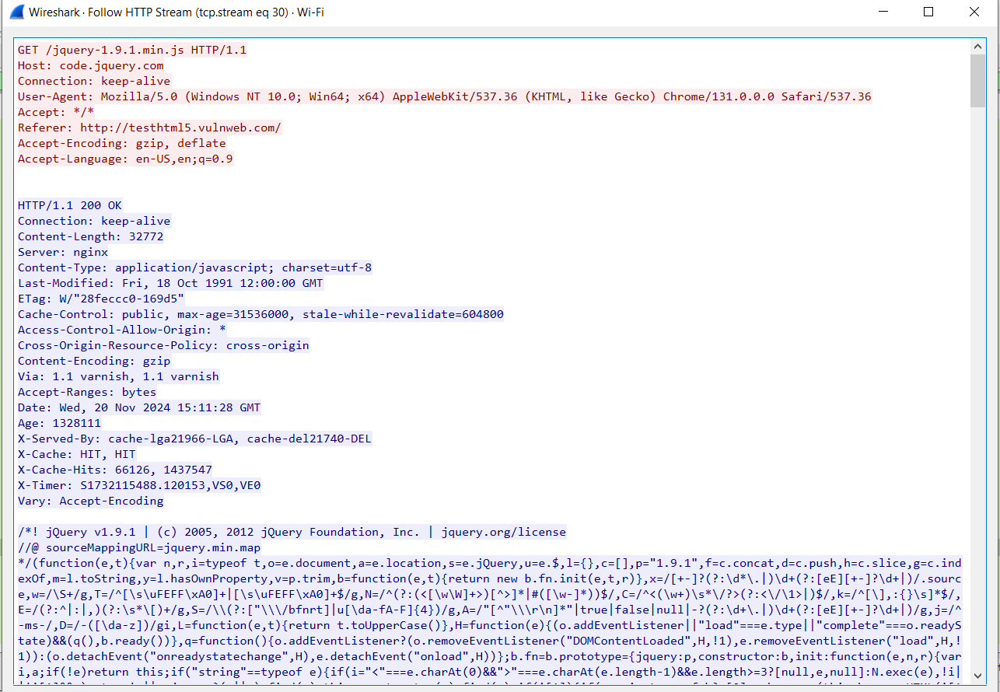 Wireshark · Follow HTTP Stream (tcp.stream eq 30) · Wi-Fi
GET /jquery-1.9.1.min.js HTTP/1.1
Host: code.jquery.com
Connection: keep-alive
User-Agent: Mozilla/5.0 (Windows NT 10.0; Win64; x64) AppleWebKit/537.36 (KHTML, like Gecko) Chrome/131.0.0.0 Safari/537.36
Accept: */*
Referer: http://testhtml5.vulnweb.com/
Accept-Encoding: gzip, deflate
Accept-Language: en-US,en;q=0.9
HTTP/1.1 200 OK
Connection: keep-alive
Content-Length: 32772
Server: nginx
Content-Type: application/javascript; charset=utf-8
Last-Modified: Fri, 18 Oct 1991 12:00:00 GMT
ETag: W/"28feccc0-169d5"
Cache-Control: public, max-age=31536000, stale-while-revalidate=604800
Access-Control-Allow-Origin: *
Cross-Origin-Resource-Policy: cross-origin
Content-Encoding: gzip
Via: 1.1 varnish, 1.1 varnish
Accept-Ranges: bytes
Date: Wed, 20 Nov 2024 15:11:28 GMT
Age: 1328111
X-Served-By: cache-lga21966-LGA, cache-del21740-DEL
X-Cache: HIT, HIT
X-Cache-Hits: 66126, 1437547
X-Timer: S1732115488.120153,VS0,VE0
Vary: Accept-Encoding
/*! jQuery v1.9.1 | (c) 2005, 2012 jQuery Foundation, Inc. | jquery.org/license
//@ sourceMappingURL=jquery.min.map
*/(function(e,t){var n,r,i=typeof t,o=e.document,a=e.location,s=e.jQuery,u=e.$,l={},c=[],p="1.9.1",f=c.concat,d=c.push,h=c.slice,g=c.ind
exOf,m=l.toString,y=l.hasOwnProperty,v=p.trim,b=function(e,t){return new b.fn.init(e,t,r)},x=/[+-]?(?:\d*\.|)\d+(?:[eE][+-]?\d+|)/.sourc
e,w=/\S+/g,T=/^[\s\uFEFF\xA0]+|[\s\uFEFF\xA0]+$/g,N=/^(?:(<[\w\W]+>)[^>]*|#([\w-]*))$/,C=/^<(\w+)\s*\/?>(?:<\/\1>|)$/,k=/^[\],:{}\s]*$/,
E=/(?:^|:|,)(?:\s*\[)+/g,S=/\\(?:["\\\/bfnrt]|u[\da-fA-F]{4})/g,A=/"[^"\\\r\n]*"|true|false|null|-?(?:\d+\.|)\d+(?:[eE][+-]?\d+|)/g,j=/^
-ms-/,D=/-([\da-z])/gi,L=function(e,t){return t.toUpperCase()},H=function(e){(o.addEventListener||"load"===e.type||"complete"===o.readyS
tate)&&(q(),b.ready())},q=function(){o.addEventListener?(o.removeEventListener("DOMContentLoaded",H,!1),e.removeEventListener("load",H,!
1)):(o.detachEvent("onreadystatechange",H),e.detachEvent("onload",H))};b.fn=b.prototype={jquery:p,constructor:b,init:function(e,n,r){var
i,a;if(!e)return this;if("string"==typeof e){if(i="<"===e.charAt(0)&&">"===e.charAt(e.length-1)&&e.length>=3?[null,e,null]:N.exec(e),!i|